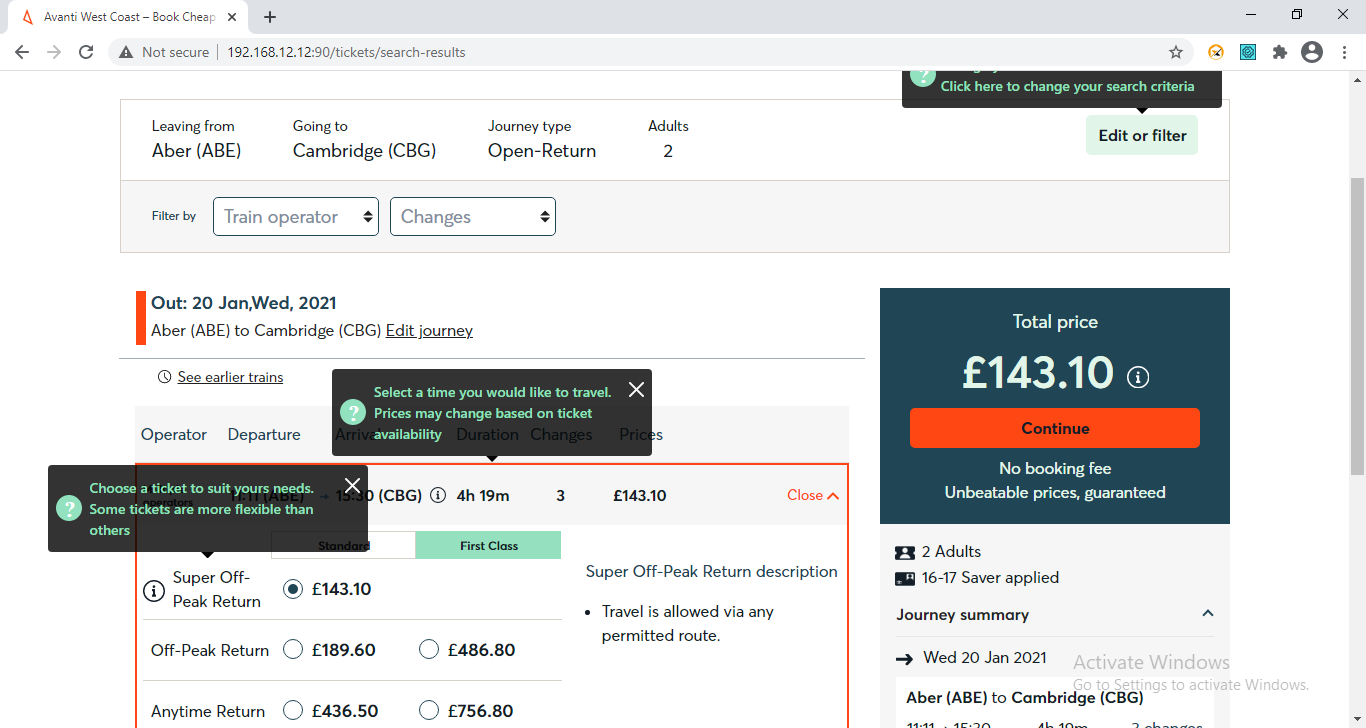 Avanti West Coast – Book Cheap
Not secure
192.168.12.12:90/tickets/search-results
Click here to change your search criteria
Leaving from
Going to
Journey type
Adults
Aber (ABE)
Cambridge (CBG)
Open-Return
2
Edit or filter
Filter by
Train operator
Changes
Out: 20 Jan,Wed, 2021
Aber (ABE) to Cambridge (CBG) Edit journey
See earlier trains
Select a time you would like to travel.
Prices may change based on ticket
availability
Operator
Departure
Arrival
Duration
Changes
Prices
Choose a ticket to suit yours needs.
Some tickets are more flexible than
others
operators
11:11 (ABE) → 15:30 (CBG)
4h 19m
3
£143.10
Close
Standard
First Class
Super Off-
Peak Return
£143.10
Off-Peak Return
£189.60
£486.80
Anytime Return
£436.50
£756.80
Super Off-Peak Return description
• Travel is allowed via any
permitted route.
Total price
£143.10
Continue
No booking fee
Unbeatable prices, guaranteed
2 Adults
16-17 Saver applied
Journey summary
Wed 20 Jan 2021
Activate Windows
Go to Settings to activate Windows.
Aber (ABE) to Cambridge (CBG)
11:11 → 15:30
4h 19m
3 changes